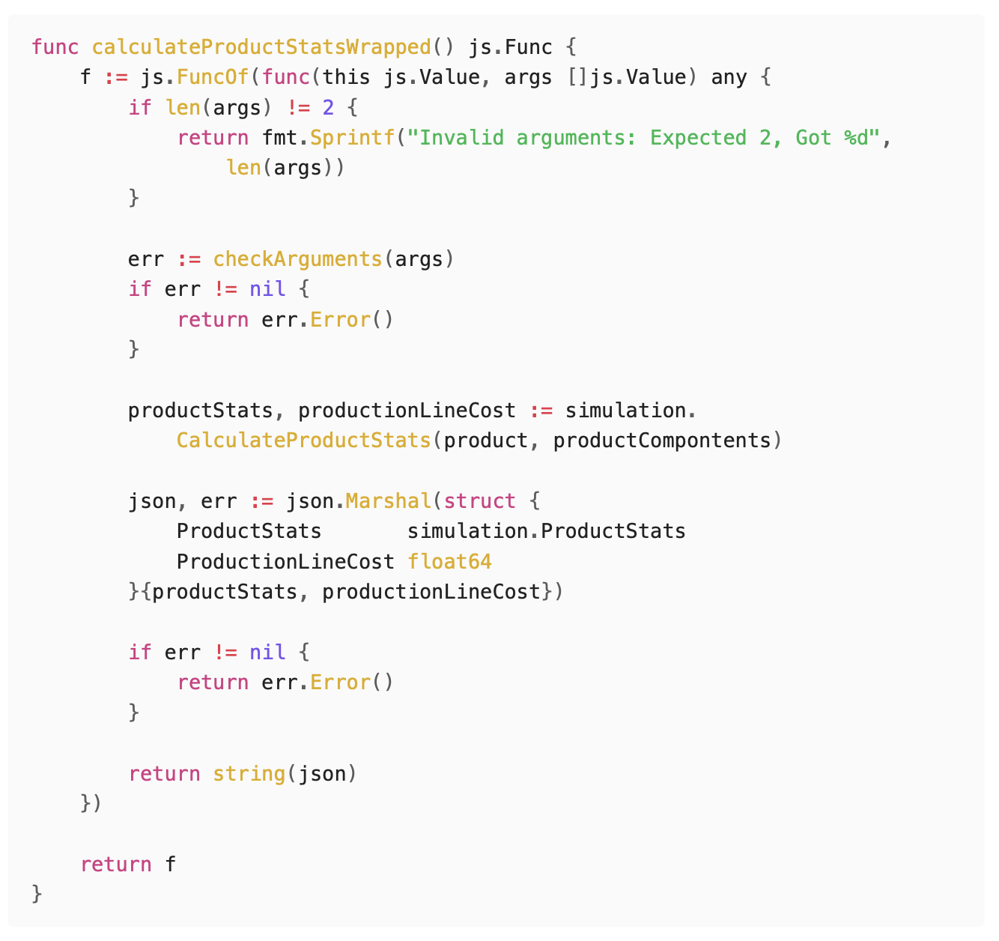 func calculateProductStatsWrapped() js.Func {
    f := js.FuncOf(func(this js.Value, args []js.Value) any {
        if len(args) != 2 {
            return fmt.Sprintf("Invalid arguments: Expected 2, Got %d",
                len(args))
        }

        err := checkArguments(args)
        if err != nil {
            return err.Error()
        }

        productStats, productionLineCost := simulation.
            CalculateProductStats(product, productCompontents)

        json, err := json.Marshal(struct {
            ProductStats       simulation.ProductStats
            ProductionLineCost float64
        }{productStats, productionLineCost})

        if err != nil {
            return err.Error()
        }

        return string(json)
    })

    return f
}